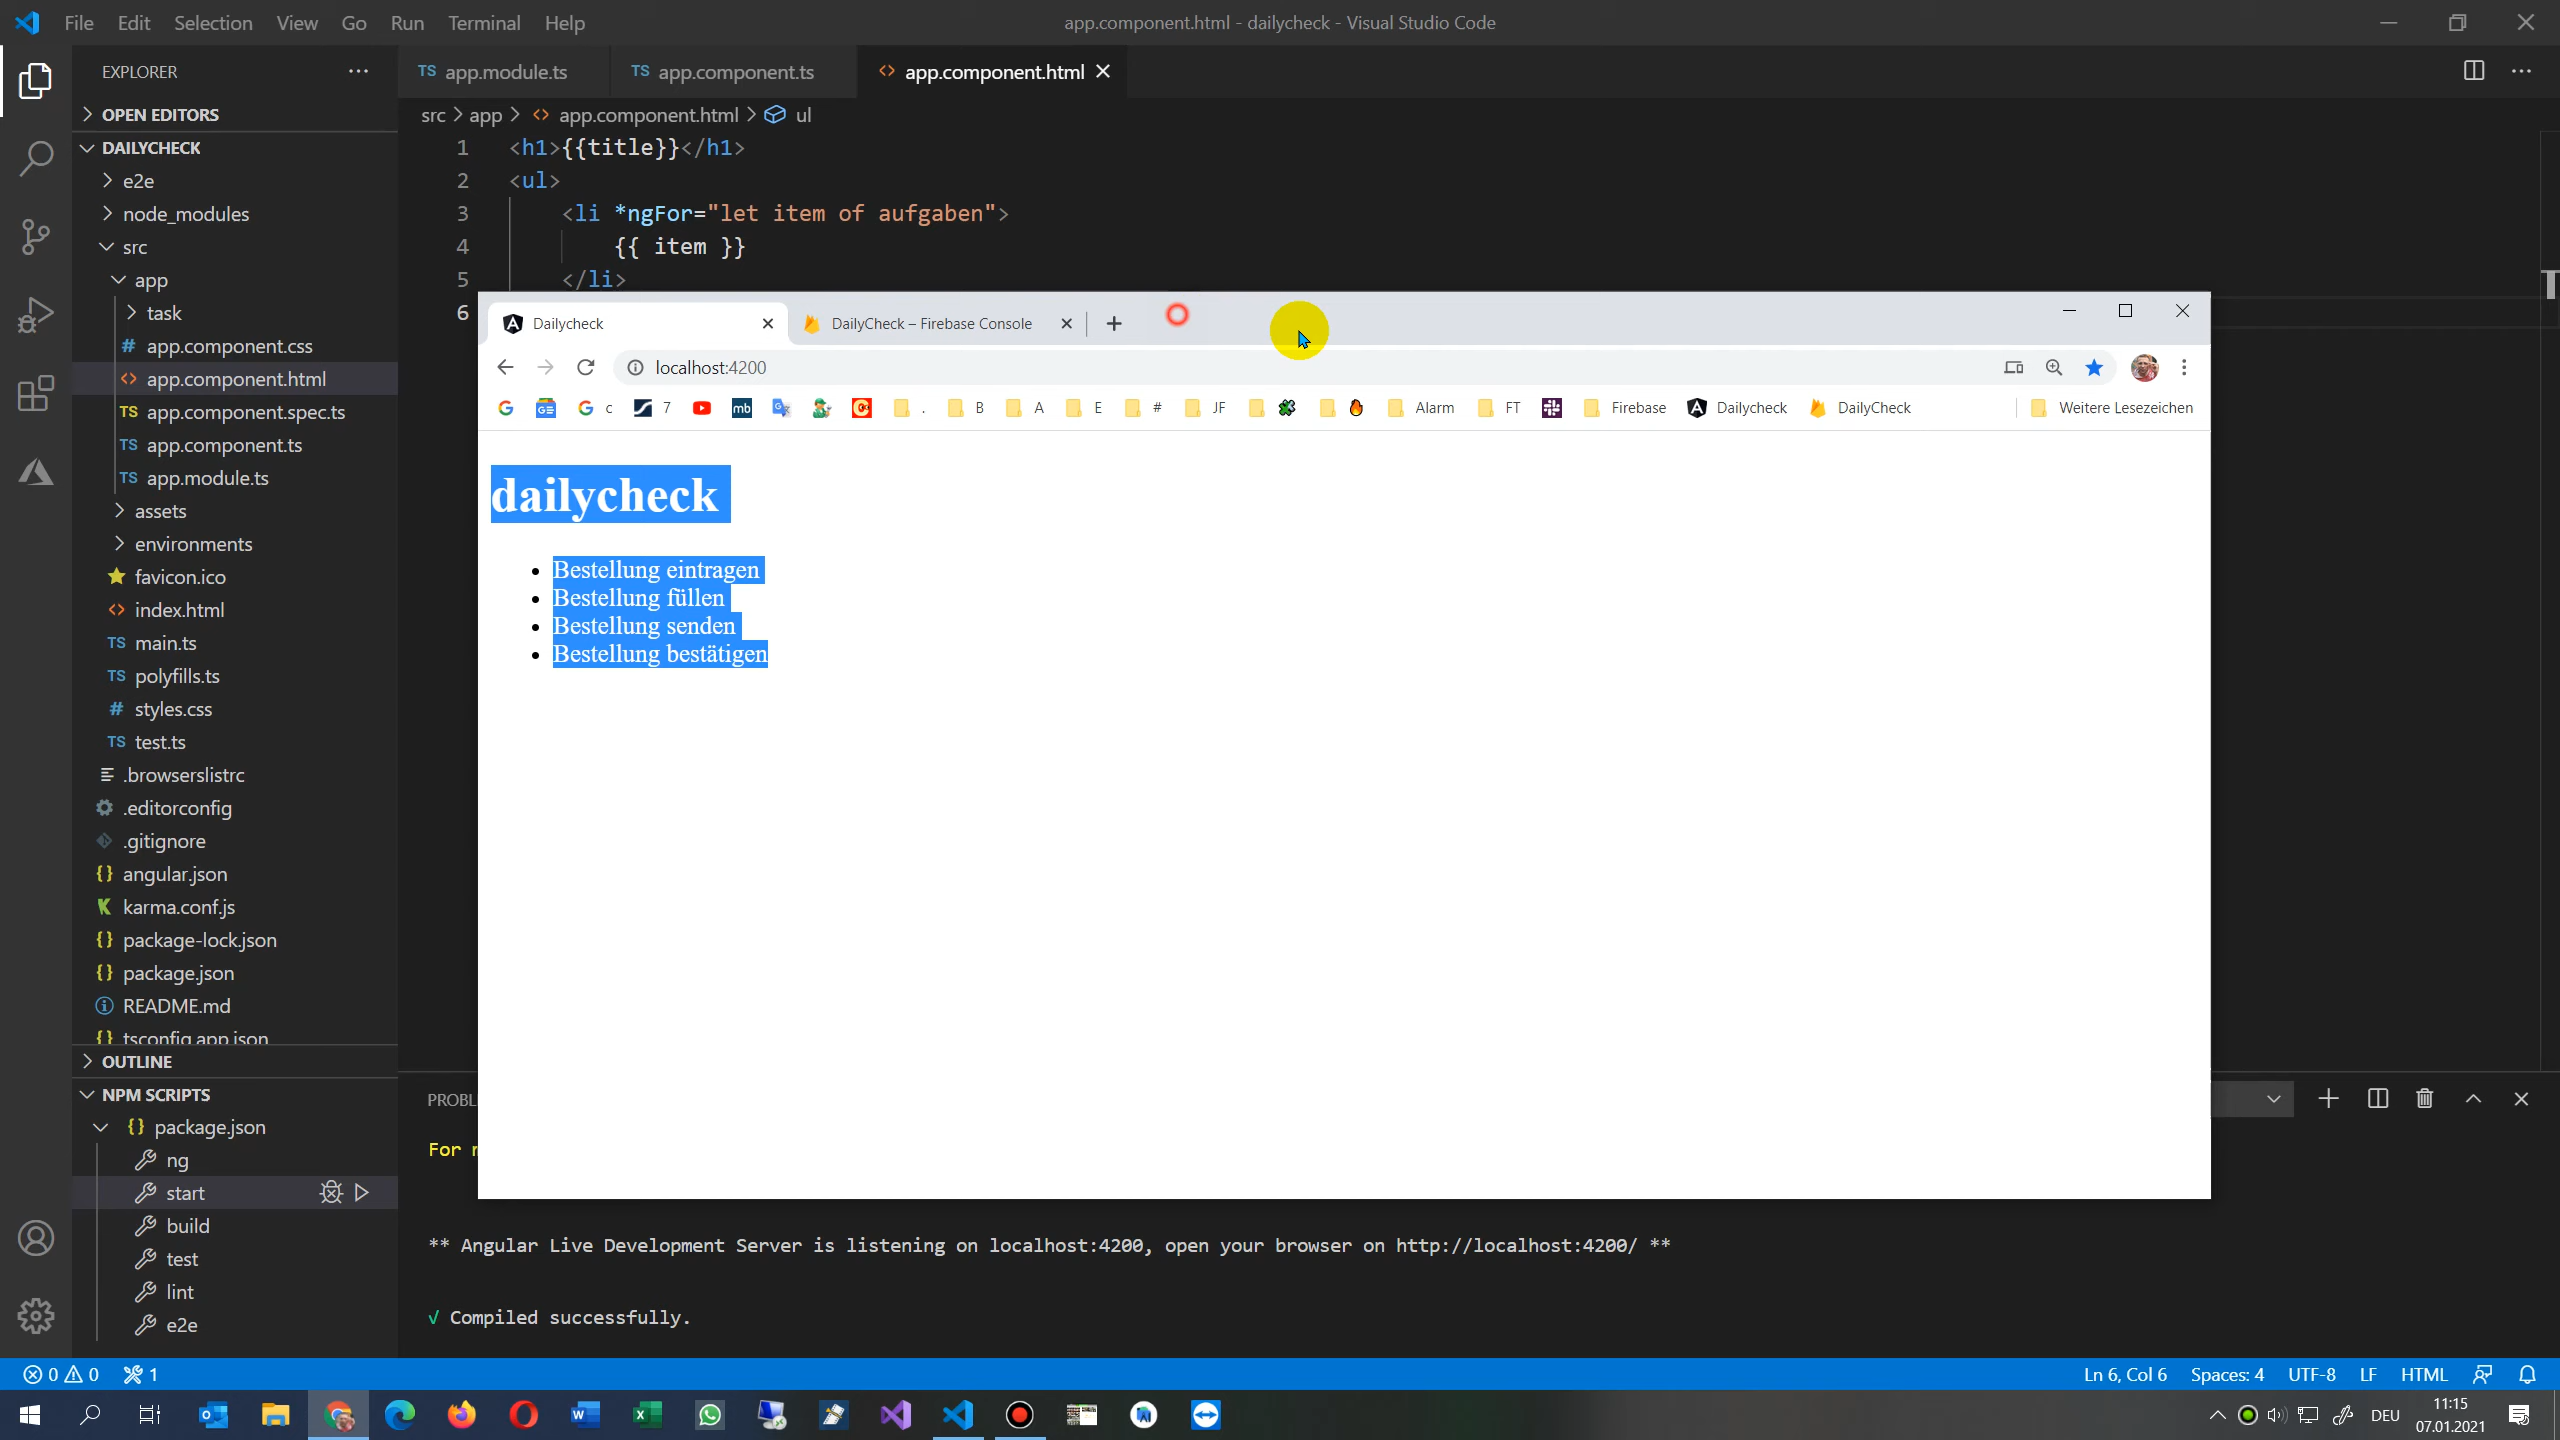 File Edit Selection View Go Run Terminal Help
app.component.html - dailycheck - Visual Studio Code
EXPLORER
OPEN EDITORS
DAILYCHECK
e2e
node_modules
src
app
task
app.component.css
app.component.html
app.component.spec.ts
app.component.ts
app.module.ts
assets
environments
favicon.ico
index.html
main.ts
polyfills.ts
styles.css
test.ts
.browserslistrc
.editorconfig
.gitignore
angular.json
karma.conf.js
package-lock.json
package.json
README.md
tsconfig.app.json
OUTLINE
NPM SCRIPTS
package.json
ng
start
build
test
lint
e2e
TS app.module.ts TS app.component.ts app.component.html
src > app > app.component.html > ul
1 <h1>{{title}}</h1>
2 <ul>
3 <li *ngFor="let item of aufgaben">
4 {{ item }}
5 </li>
6
Dailycheck
DailyCheck – Firebase Console
localhost:4200
c 7 . B A E # JF Alarm FT Firebase Dailycheck DailyCheck Weitere Lesezeichen
dailycheck
Bestellung eintragen
Bestellung füllen
Bestellung senden
Bestellung bestätigen
PROBL
For
** Angular Live Development Server is listening on localhost:4200, open your browser on http://localhost:4200/ **
√ Compiled successfully.
0 0 1
Ln 6, Col 6 Spaces: 4 UTF-8 LF HTML
DEU
11:15
07.01.2021